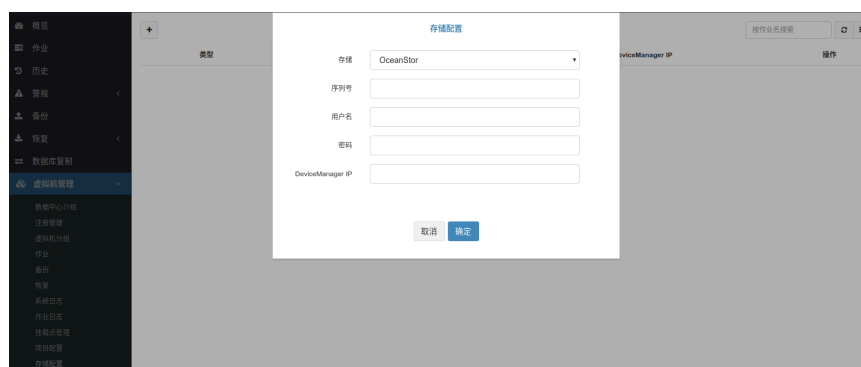 概览
作业
历史
警报
备份
恢复
数据库复制
虚拟机管理
数据中心介绍
注册管理
虚拟机分组
作业
备份
恢复
系统日志
作业日志
挂载点管理
项目配置
存储配置
+
按作业名搜索
类型
eviceManager IP
操作
存储配置
存储
OceanStor
序列号
用户名
密码
DeviceManager IP
取消
确定